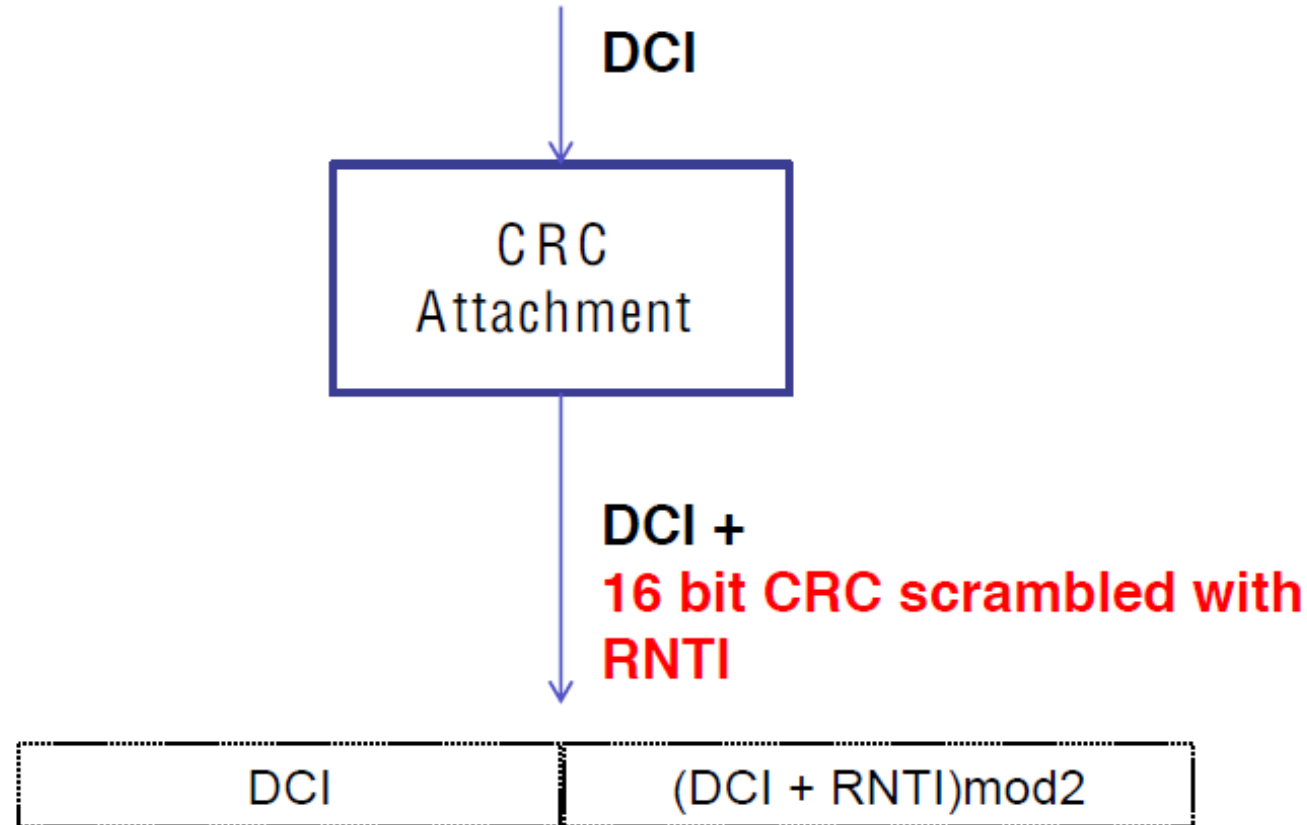 DCI
CRC
Attachment
DCI +
16 bit CRC scrambled with
RNTI
DCI
(DCI + RNTI)mod2